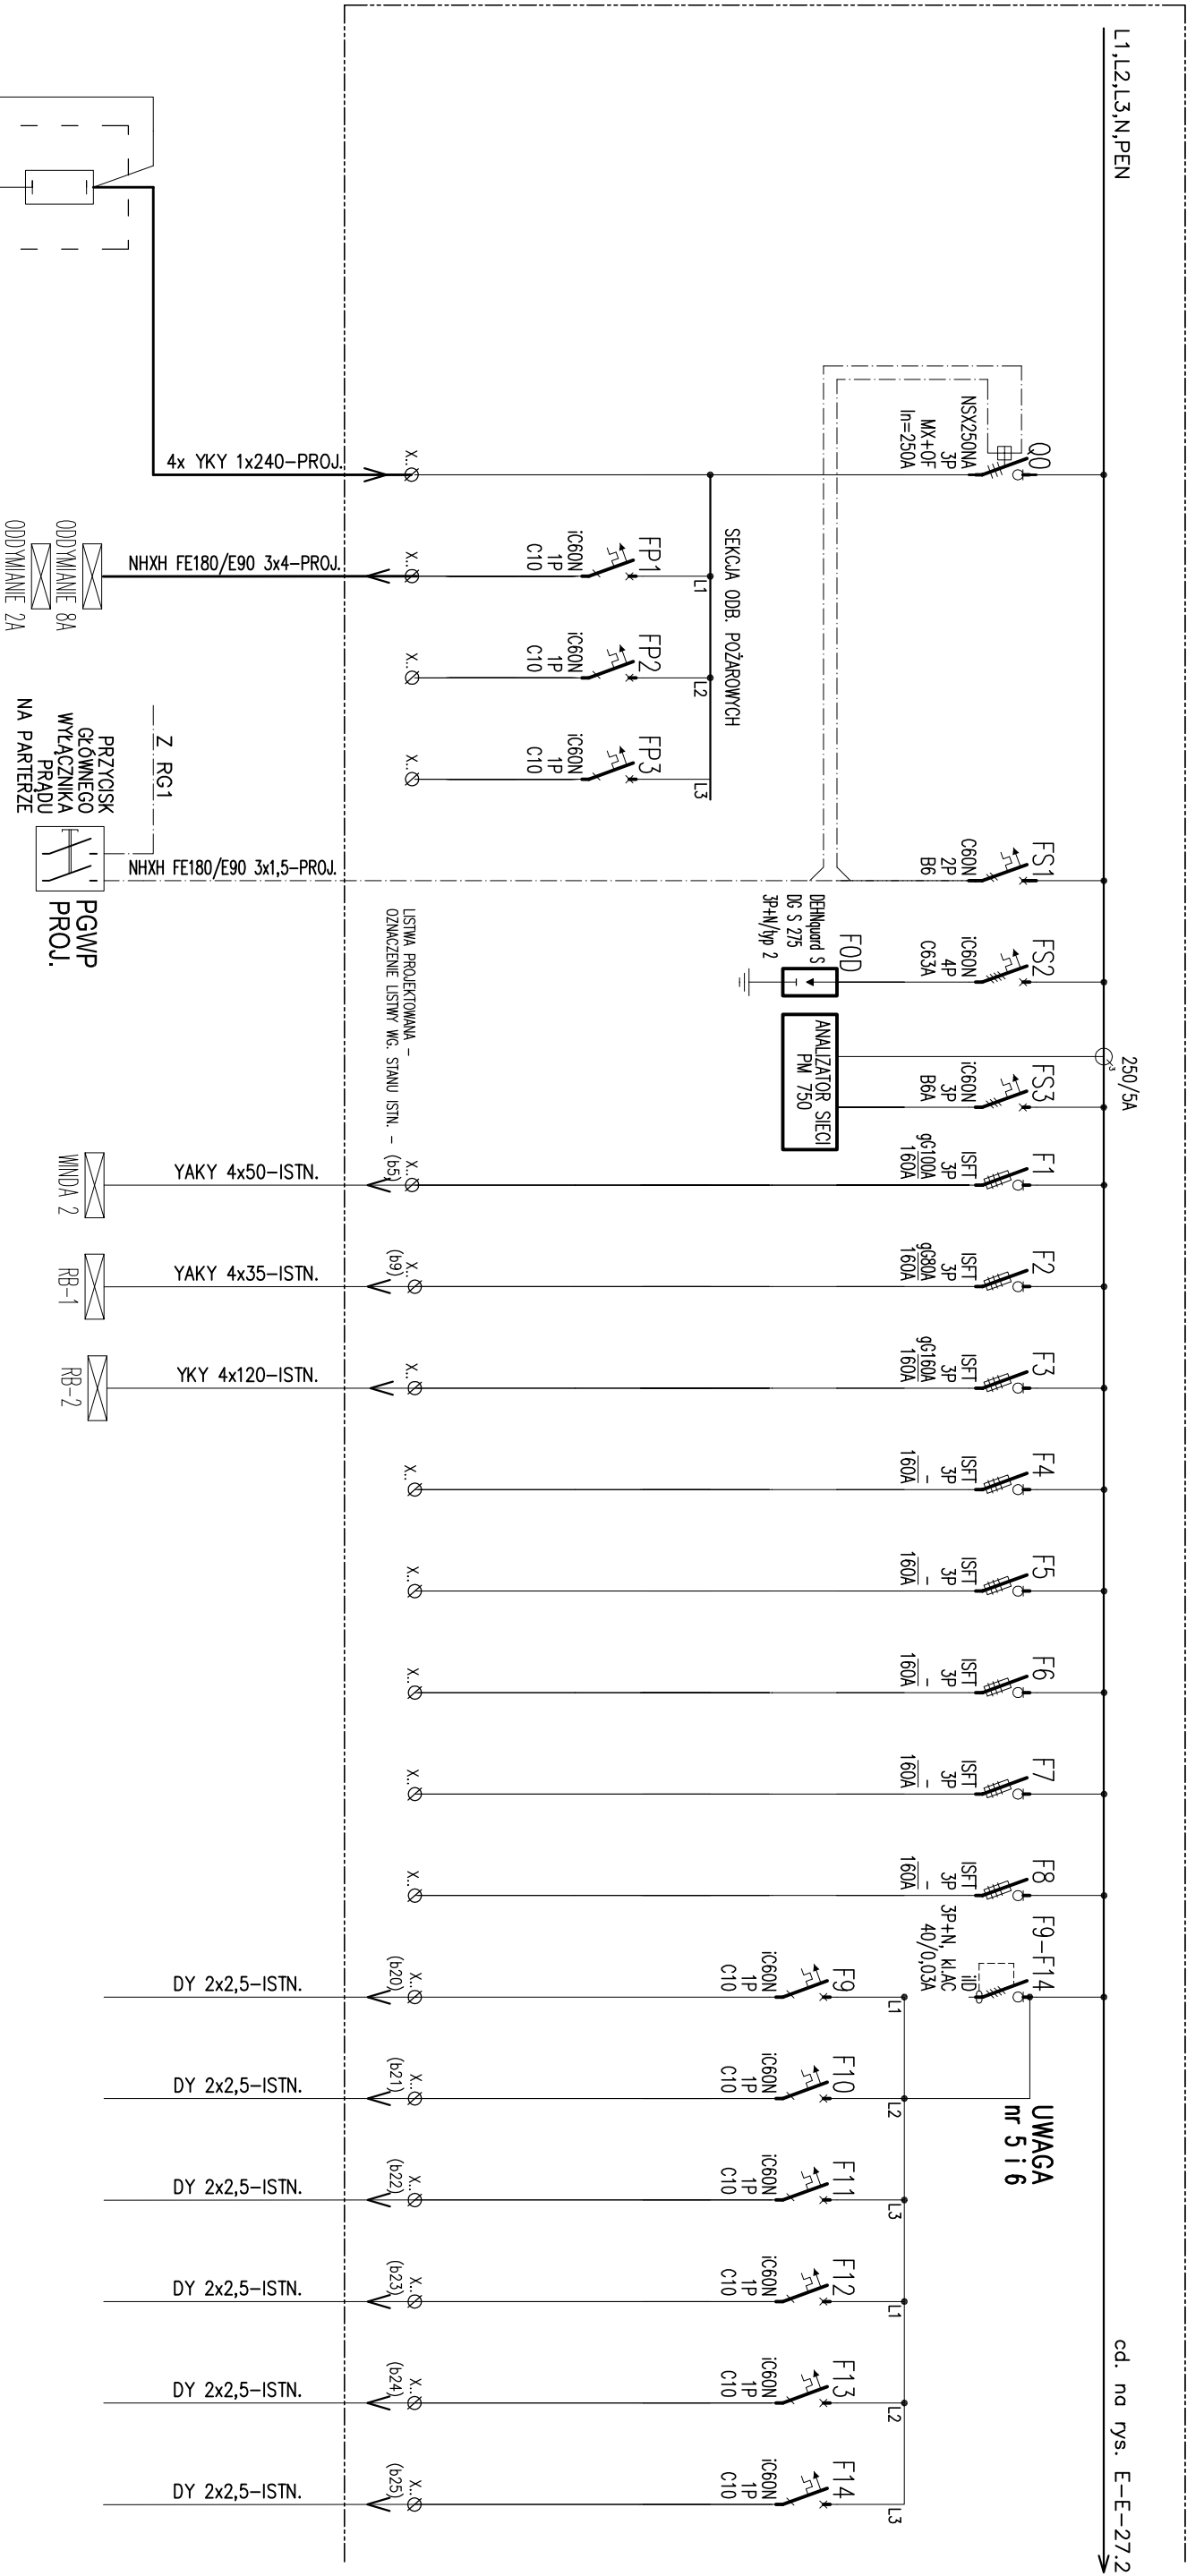 L1,L2,L3,N,PEN
cd. na rys. E-E-27.2
250/5A
Q0
NSX250NA
3P
MX+OF
In=250A
FS1
C60N
2P
B6
FS2
iC60N
4P
C63A
FS3
iC60N
3P
B6A
F1
ISFT
3P
gG100A
160A
F2
ISFT
3P
gG80A
160A
F3
ISFT
3P
gG160A
160A
F4
ISFT
3P
-
160A
F5
ISFT
3P
-
160A
F6
ISFT
3P
-
160A
F7
ISFT
3P
-
160A
F8
ISFT
3P
-
160A
F9-F14
iID
3P+N, kl.AC
40/0,03A
UWAGA
nr 5 i 6
FOD
DEHNguard S
DG S 275
3P+N/typ 2
ANALIZATOR SIECI
PM 750
SEKCJA ODB. POŻAROWYCH
L1
L2
L3
FP1
iC60N
1P
C10
FP2
iC60N
1P
C10
FP3
iC60N
1P
C10
L1
L2
L3
L1
L2
L3
F9
iC60N
1P
C10
F10
iC60N
1P
C10
F11
iC60N
1P
C10
F12
iC60N
1P
C10
F13
iC60N
1P
C10
F14
iC60N
1P
C10
LISTWA PROJEKTOWANA -
OZNACZENIE LISTWY WG. STANU ISTN. -
X..
X..
X..
X..
X..
(b5)
X..
(b9)
X..
X..
X..
X..
X..
X..
X..
(b20)
X..
(b21)
X..
(b22)
X..
(b23)
X..
(b24)
X..
(b25)
4x YKY 1x240-PROJ.
NHXH FE180/E90 3x4-PROJ.
NHXH FE180/E90 3x1,5-PROJ.
YAKY 4x50-ISTN.
YAKY 4x35-ISTN.
YKY 4x120-ISTN.
DY 2x2,5-ISTN.
DY 2x2,5-ISTN.
DY 2x2,5-ISTN.
DY 2x2,5-ISTN.
DY 2x2,5-ISTN.
DY 2x2,5-ISTN.
ODDYMIANIE 8A
ODDYMIANIE 2A
Z RG1
PRZYCISK
GŁÓWNEGO
WYŁĄCZNIKA
PRĄDU
NA PARTERZE
PGWP
PROJ.
WINDA 2
RB-1
RB-2